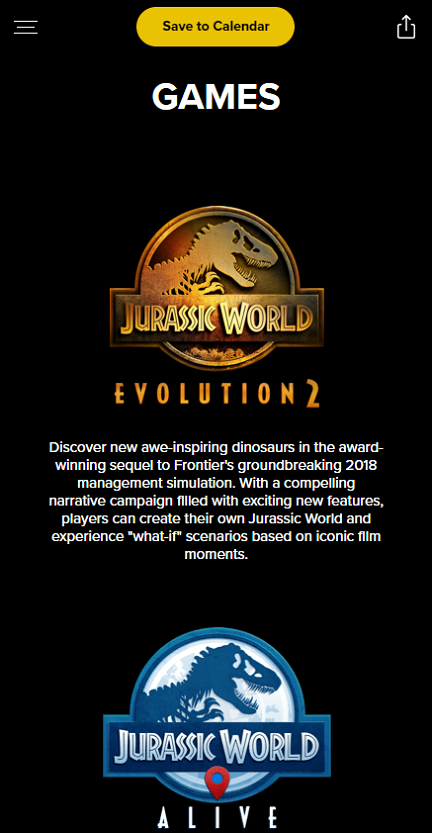 Save to Calendar
GAMES
JURASSIC WORLD
EVOLUTION 2
Discover new awe-inspiring dinosaurs in the award-
winning sequel to Frontier's groundbreaking 2018
management simulation. With a compelling
narrative campaign filled with exciting new features,
players can create their own Jurassic World and
experience "what-if" scenarios based on iconic film
moments.
JURASSIC WORLD
ALIVE